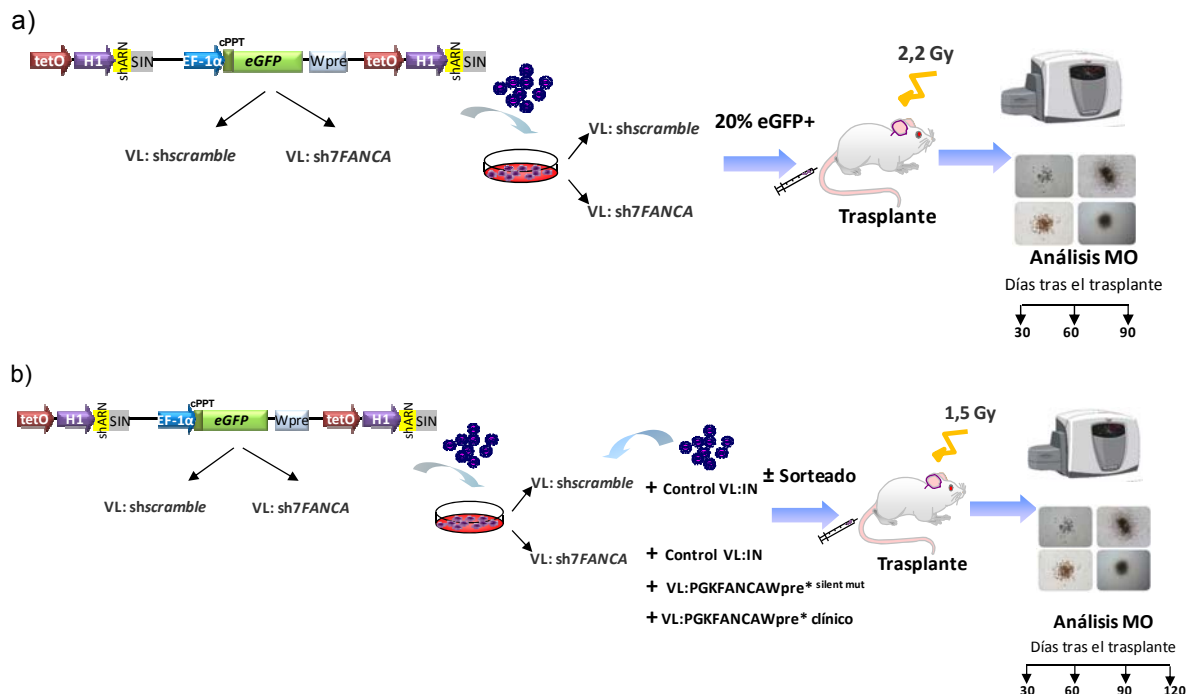 a)
cPPT
tetO H1 shARN SIN EF-1α eGFP Wpre tetO H1 shARN SIN
VL: shscramble VL: sh7FANCA
VL: shscramble
VL: sh7FANCA
20% eGFP+
2,2 Gy
Trasplante
Análisis MO
Días tras el trasplante
30 60 90
b)
cPPT
tetO H1 shARN SIN EF-1α eGFP Wpre tetO H1 shARN SIN
VL: shscramble VL: sh7FANCA
VL: shscramble + Control VL:IN
VL: sh7FANCA + Control VL:IN
+ VL:PGKFANCAWpre* silent mut
+ VL:PGKFANCAWpre* clínico
± Sorteado
1,5 Gy
Trasplante
Análisis MO
Días tras el trasplante
30 60 90 120